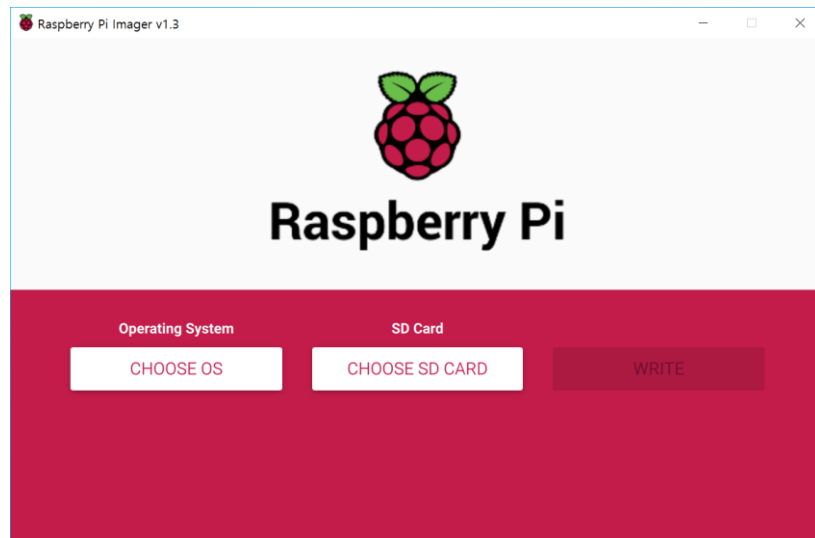 Raspberry Pi Imager v1.3
Raspberry Pi
Operating System
SD Card
CHOOSE OS
CHOOSE SD CARD
WRITE